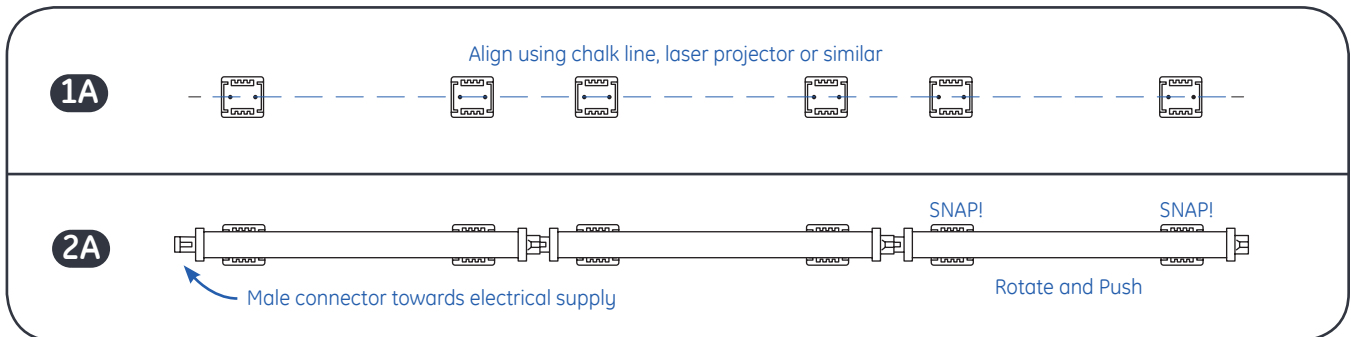 Align using chalk line, laser projector or similar
1A
SNAP! SNAP!
2A
Male connector towards electrical supply
Rotate and Push